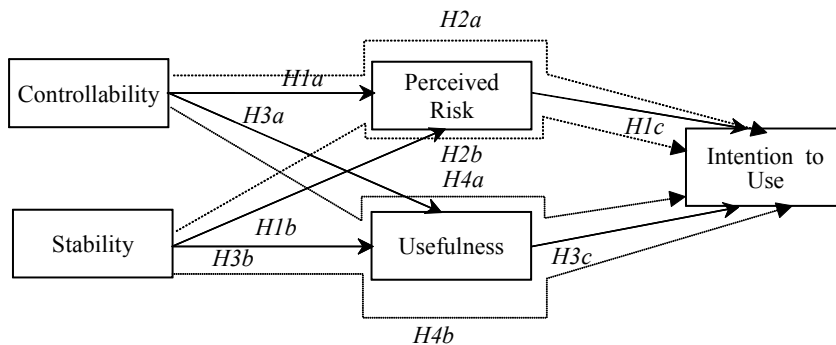 H2a
Controllability
H1a
Perceived
Risk
H3a
H1c
H2b
Intention to
Use
H4a
Stability
H1b
Usefulness
H3b
H3c
H4b